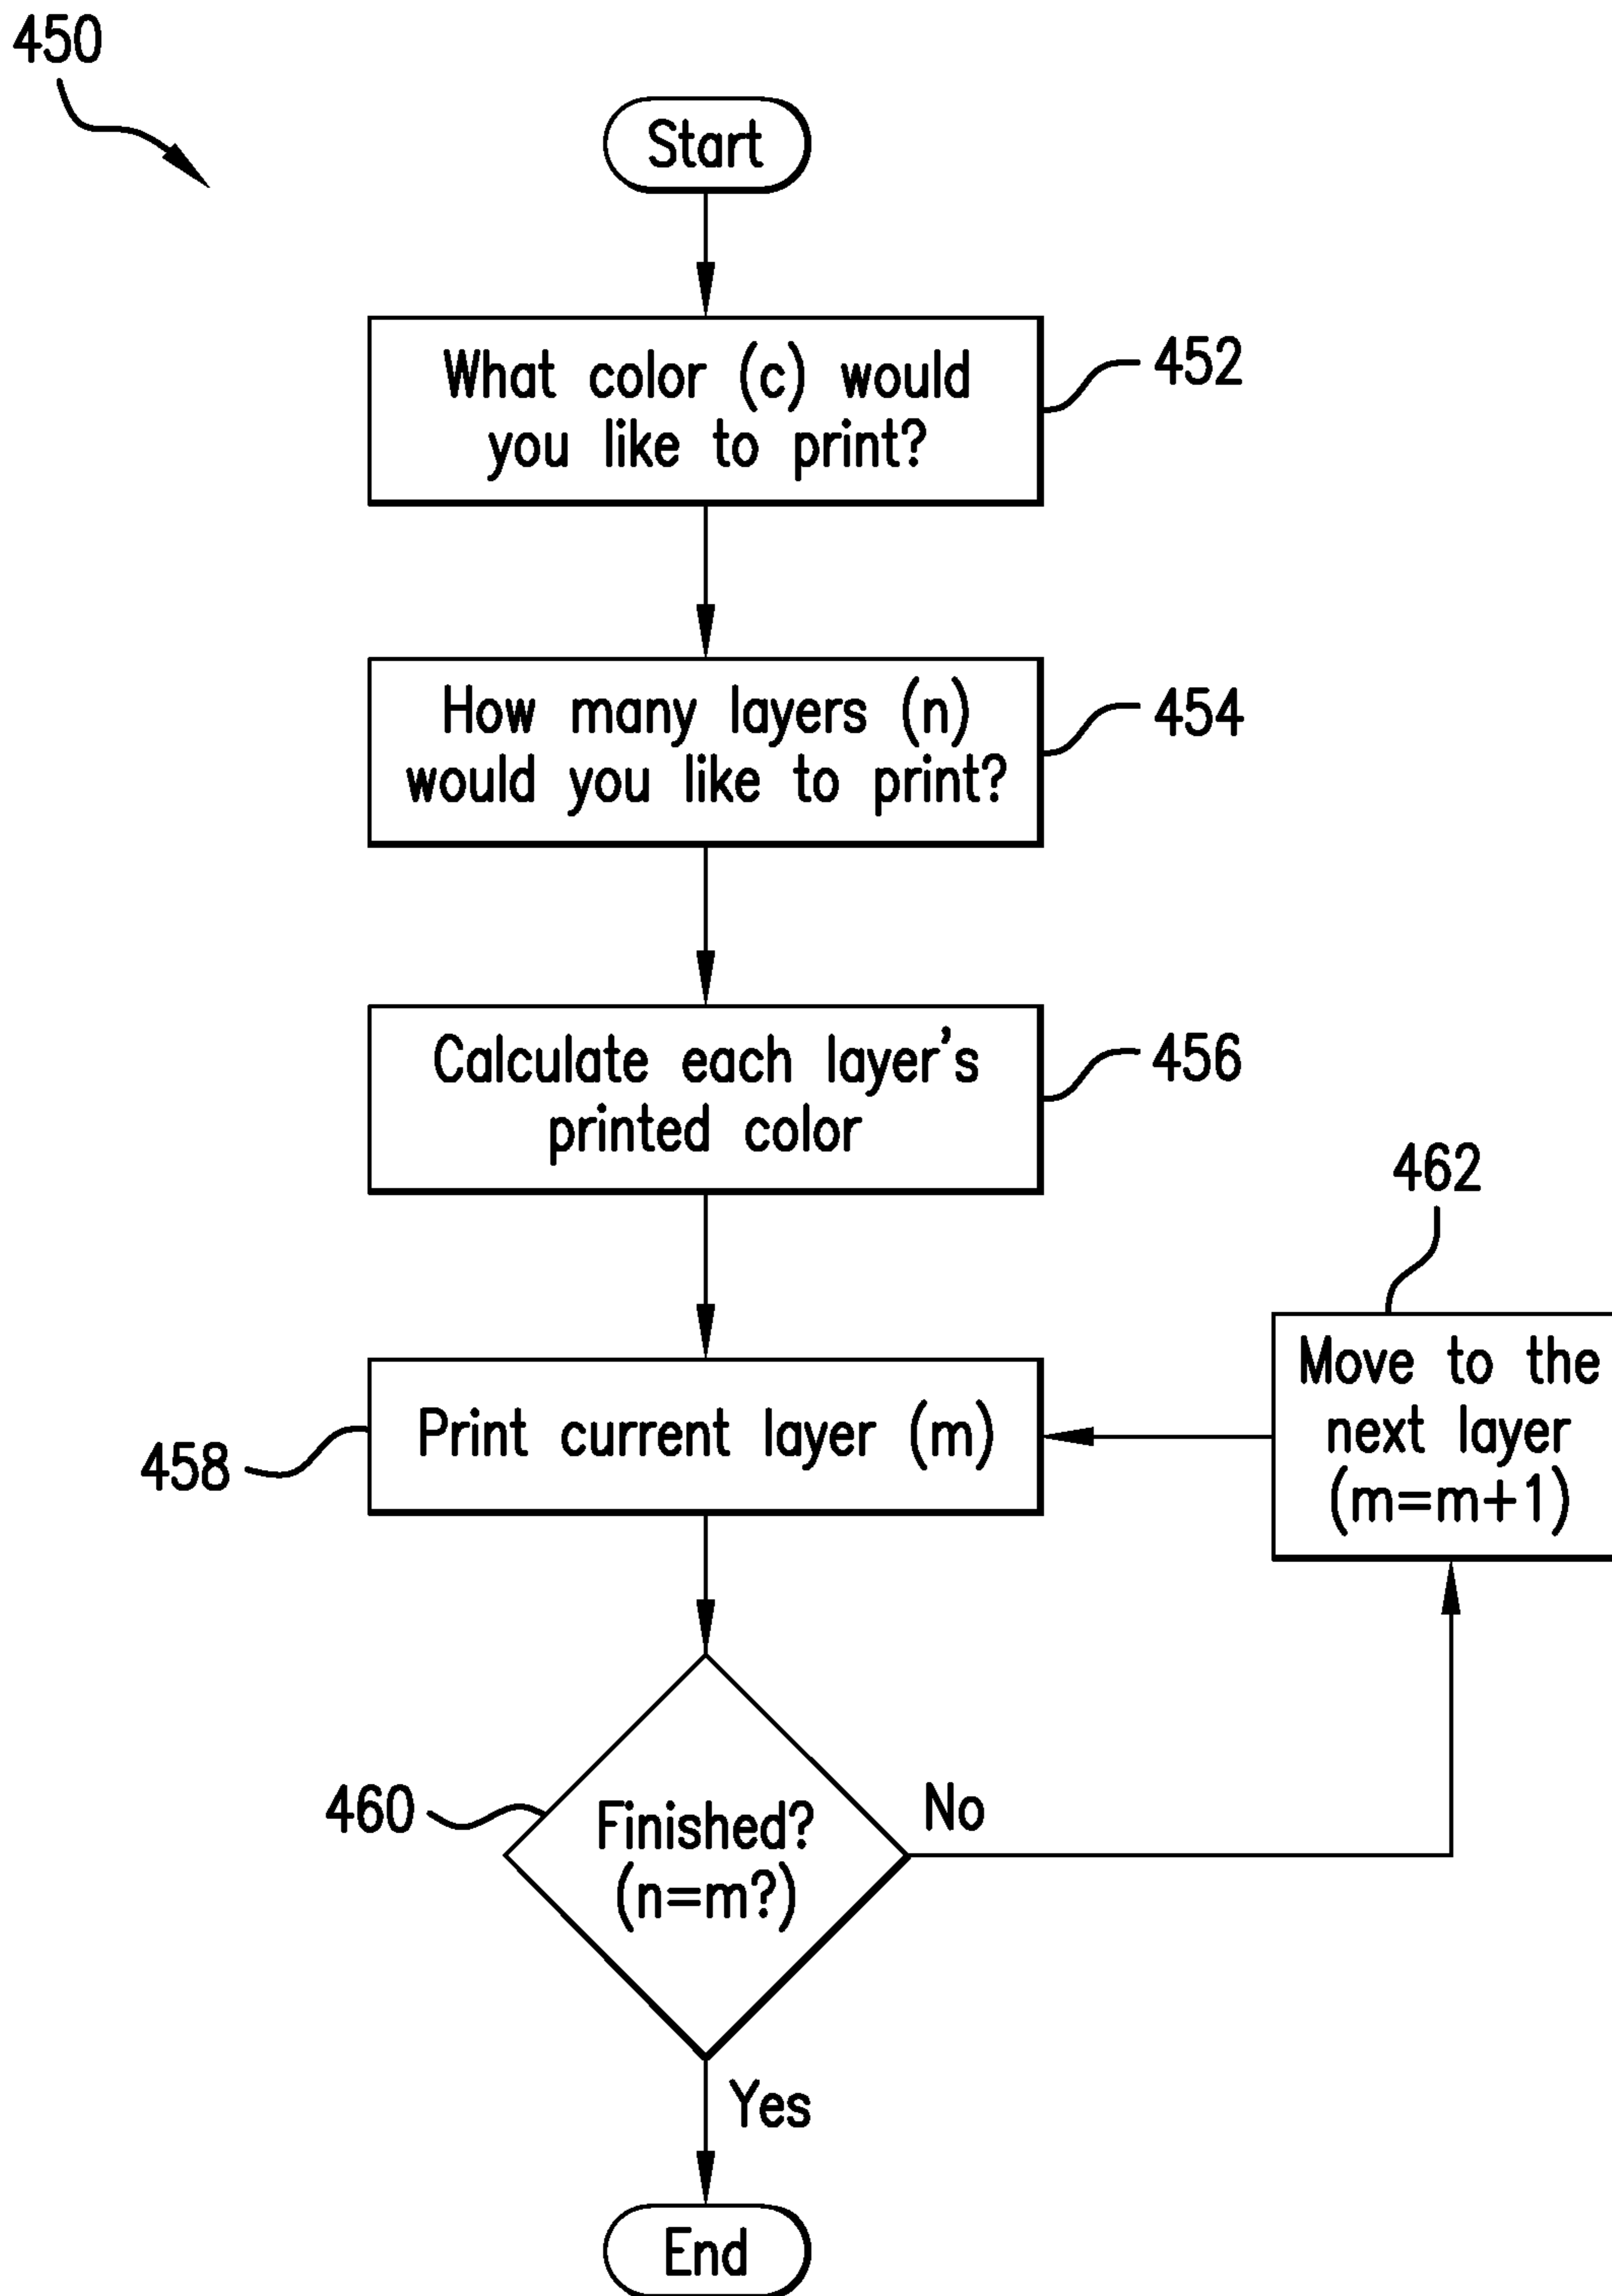 450
Start
What color (c) would
you like to print?
452
How many layers (n)
would you like to print?
454
Calculate each layer's
printed color
456
462
Move to the
next layer
(m=m+1)
Print current layer (m)
458
460
Finished?
(n=m?)
No
Yes
End